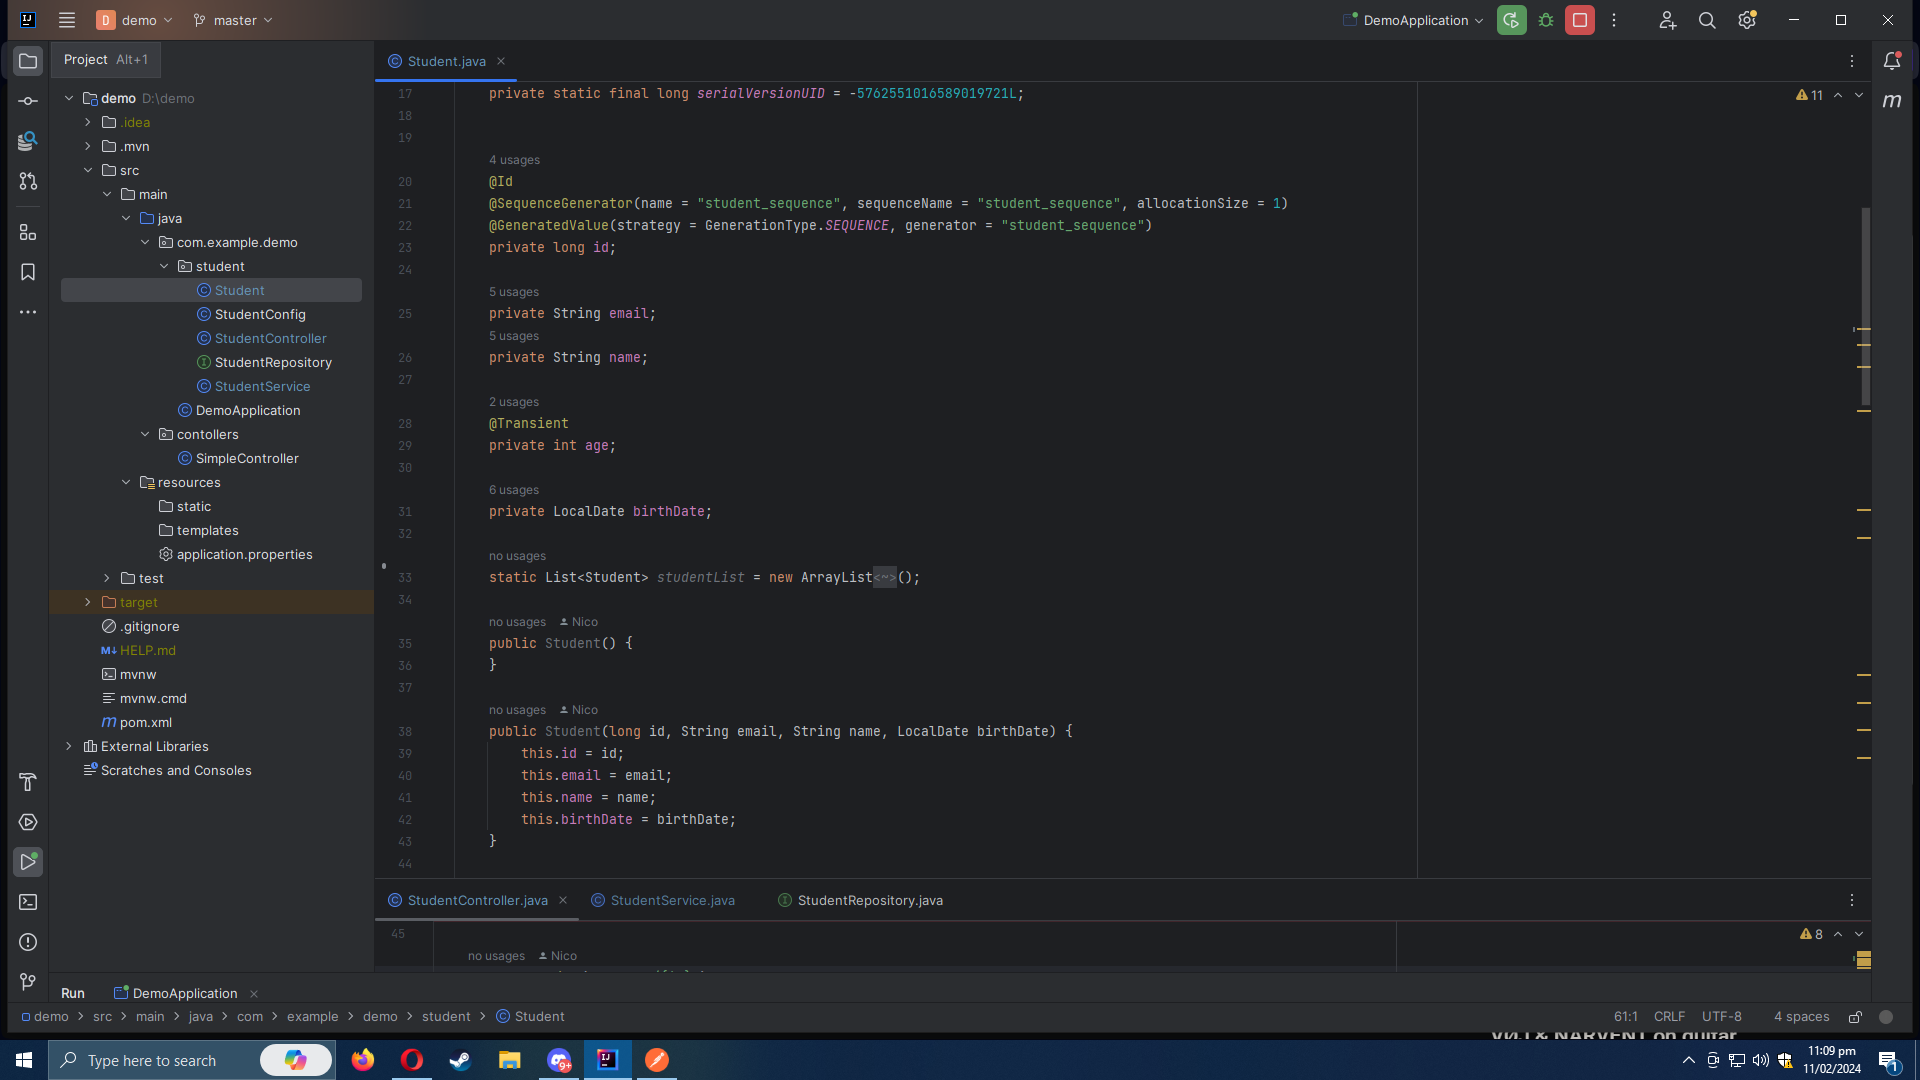 D demo master DemoApplication
Project Alt+1
demo D:\demo
.idea
.mvn
src
main
java
com.example.demo
student
Student
StudentConfig
StudentController
StudentRepository
StudentService
DemoApplication
contollers
SimpleController
resources
static
templates
application.properties
test
target
.gitignore
HELP.md
mvnw
mvnw.cmd
pom.xml
External Libraries
Scratches and Consoles
Student.java
11
17 private static final long serialVersionUID = -5762551016589019721L;
18
19
4 usages
20 @Id
21 @SequenceGenerator(name = "student_sequence", sequenceName = "student_sequence", allocationSize = 1)
22 @GeneratedValue(strategy = GenerationType.SEQUENCE, generator = "student_sequence")
23 private long id;
24
5 usages
25 private String email;
5 usages
26 private String name;
27
2 usages
28 @Transient
29 private int age;
30
6 usages
31 private LocalDate birthDate;
32
no usages
33 static List<Student> studentList = new ArrayList<~>();
34
no usages Nico
35 public Student() {
36 }
37
no usages Nico
38 public Student(long id, String email, String name, LocalDate birthDate) {
39 this.id = id;
40 this.email = email;
41 this.name = name;
42 this.birthDate = birthDate;
43 }
44
StudentController.java StudentService.java StudentRepository.java
45
8
no usages Nico
Run DemoApplication
demo > src > main > java > com > example > demo > student > Student
61:1 CRLF UTF-8 4 spaces
Type here to search
9+
11:09 pm
11/02/2024
1